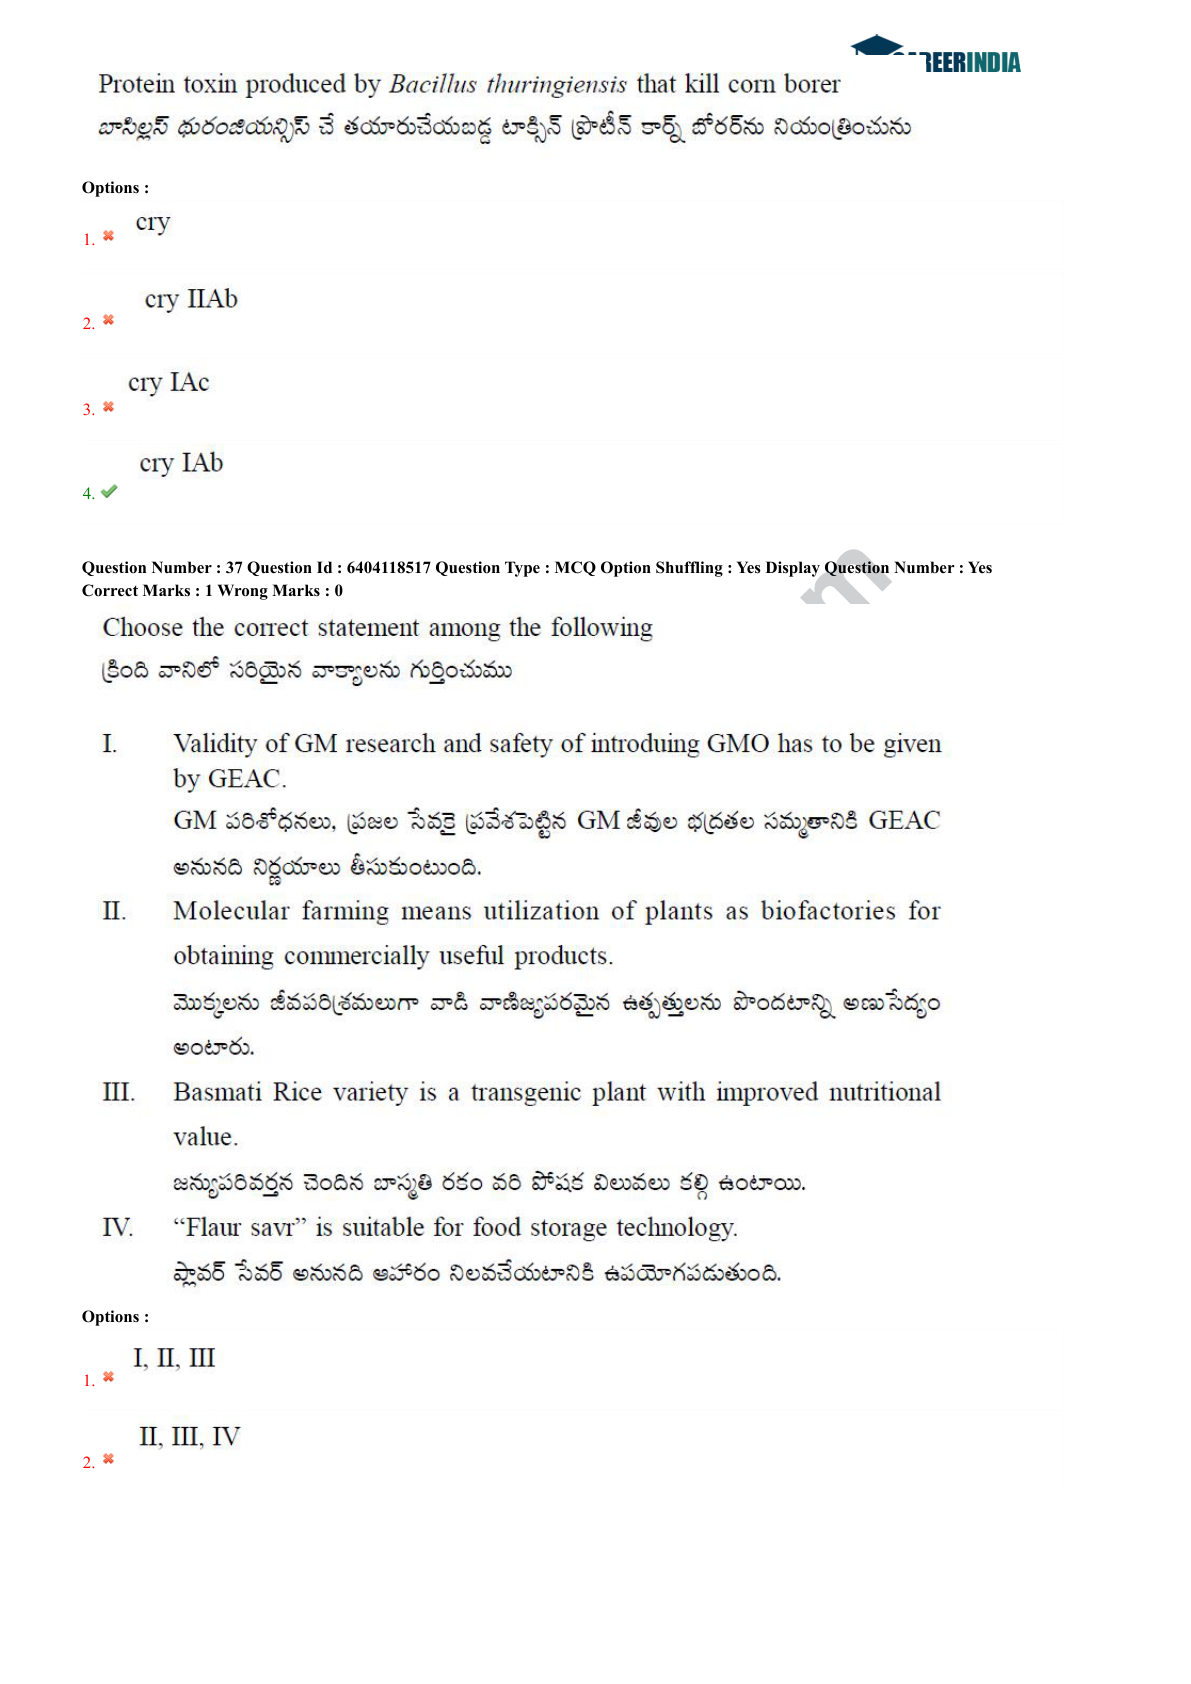 REERINDIA
Protein toxin produced by Bacillus thuringiensis that kill corn borer
బాసిల్లస్ థురంజియన్సిస్ చే తయారుచేయబడ్డ టాక్సిన్ ప్రొటీన్ కార్న్ బోరర్‌ను నియంత్రించును
Options :
cry
1.
cry IIAb
2.
cry IAc
3.
cry IAb
4.
Question Number : 37 Question Id : 6404118517 Question Type : MCQ Option Shuffling : Yes Display Question Number : Yes
Correct Marks : 1 Wrong Marks : 0
Choose the correct statement among the following
క్రింది వానిలో సరియైన వాక్యాలను గుర్తించుము
I. Validity of GM research and safety of introduing GMO has to be given
by GEAC.
GM పరిశోధనలు, ప్రజల సేవకై ప్రవేశపెట్టిన GM జీవుల భద్రతల సమ్మతానికి GEAC
అనునది నిర్ణయాలు తీసుకుంటుంది.
II. Molecular farming means utilization of plants as biofactories for
obtaining commercially useful products.
మొక్కలను జీవపరిశ్రమలుగా వాడి వాణిజ్యపరమైన ఉత్పత్తులను పొందటాన్ని అణుసేద్యం
అంటారు.
III. Basmati Rice variety is a transgenic plant with improved nutritional
value.
జన్యుపరివర్తన చెందిన బాస్మతి రకం వరి పోషక విలువలు కల్గి ఉంటాయి.
IV. “Flaur savr” is suitable for food storage technology.
ఫ్లావర్ సేవర్ అనునది ఆహారం నిలవచేయటానికి ఉపయోగపడుతుంది.
Options :
I, II, III
1.
II, III, IV
2.